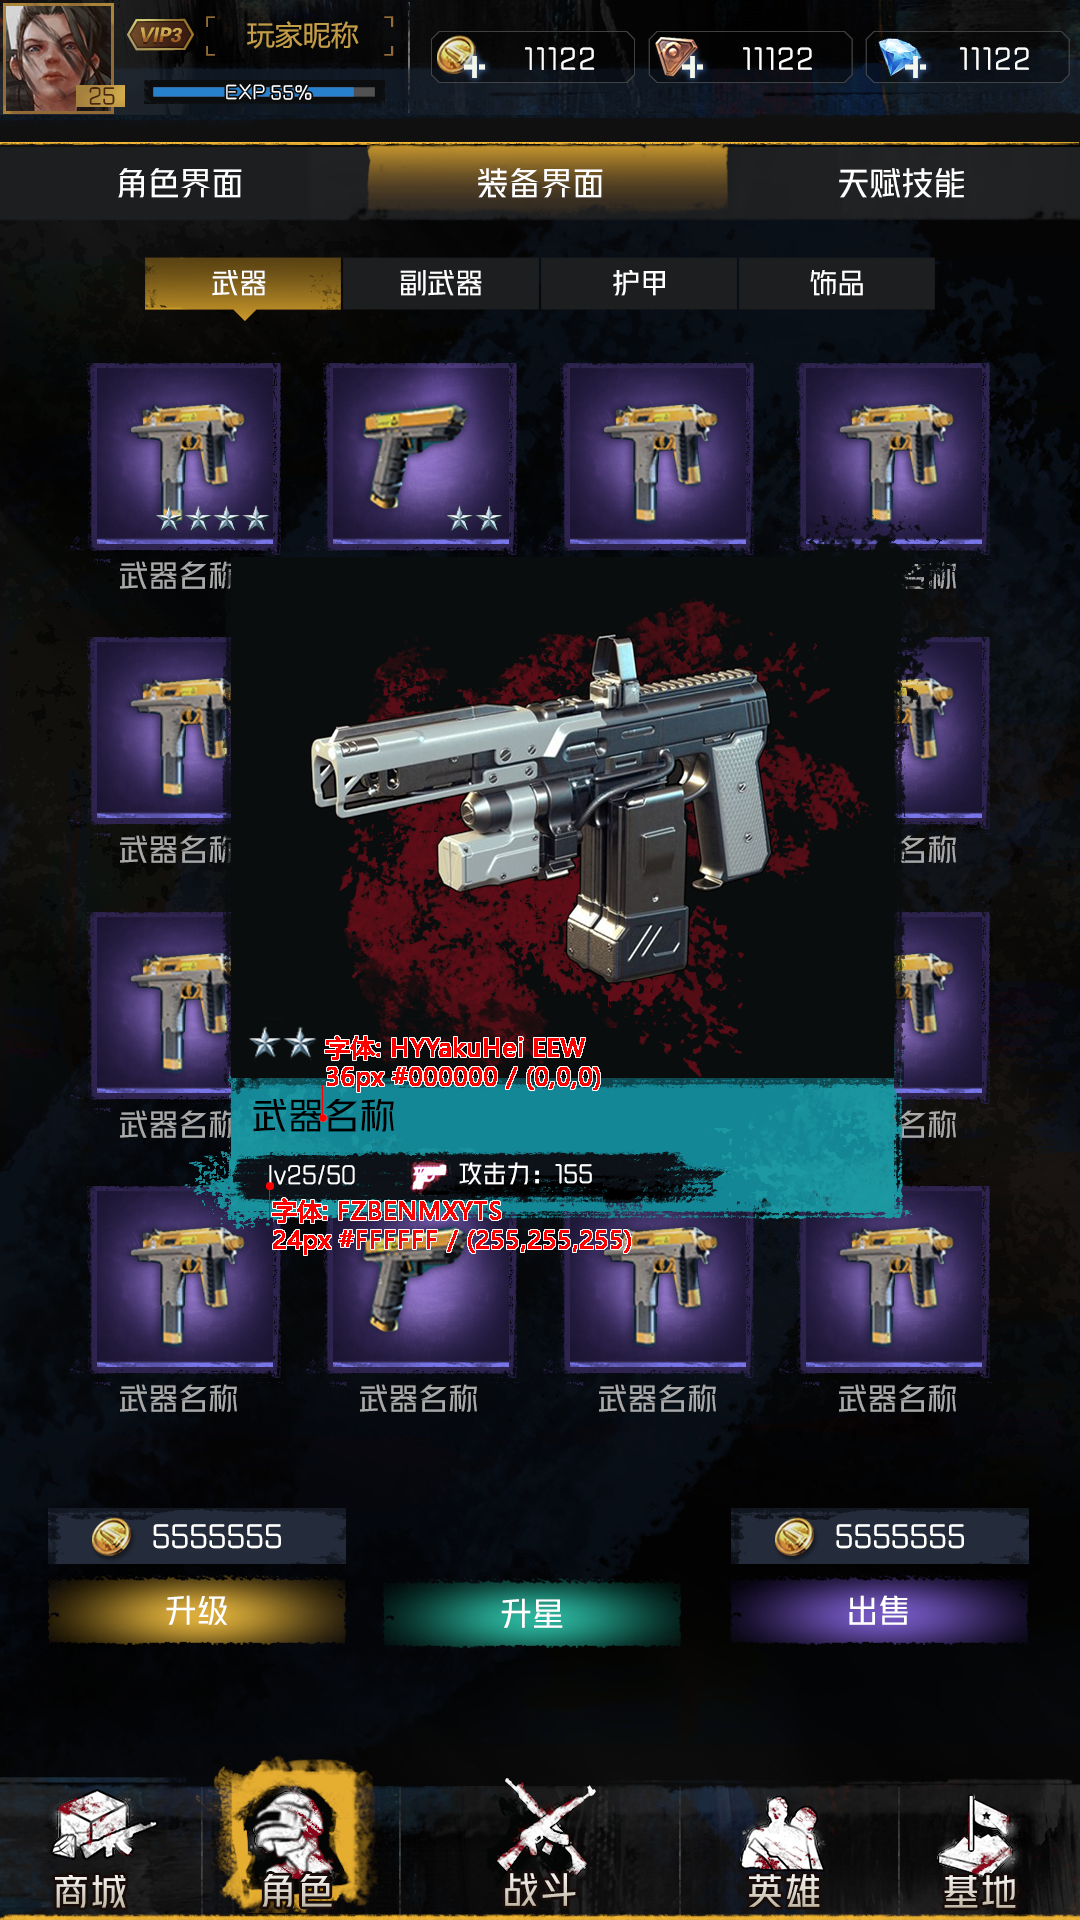 VIP3
玩家昵称
25
EXP 55%
11122
11122
11122
角色界面
装备界面
天赋技能
武器
副武器
护甲
饰品
武器名称
名称
武器名称
名称
武器名称
名称
字体: HYYakuHei EEW
36px #000000 / (0,0,0)
武器名称
lv25/50
攻击力：155
字体: FZBENMXYTS
24px #FFFFFF / (255,255,255)
武器名称
武器名称
武器名称
武器名称
5555555
5555555
升级
升星
出售
商城
角色
战斗
英雄
基地